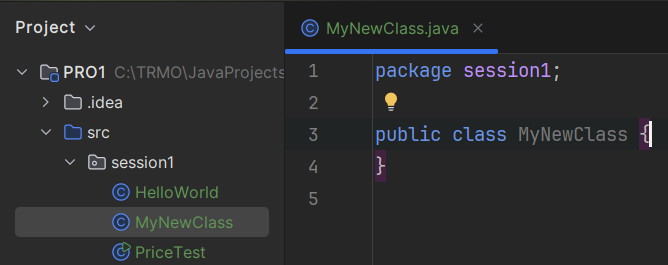 Project
PRO1 C:\TRMO\JavaProjects
.idea
src
session1
HelloWorld
MyNewClass
PriceTest
MyNewClass.java
1 package session1;
2
3 public class MyNewClass {
4 }
5